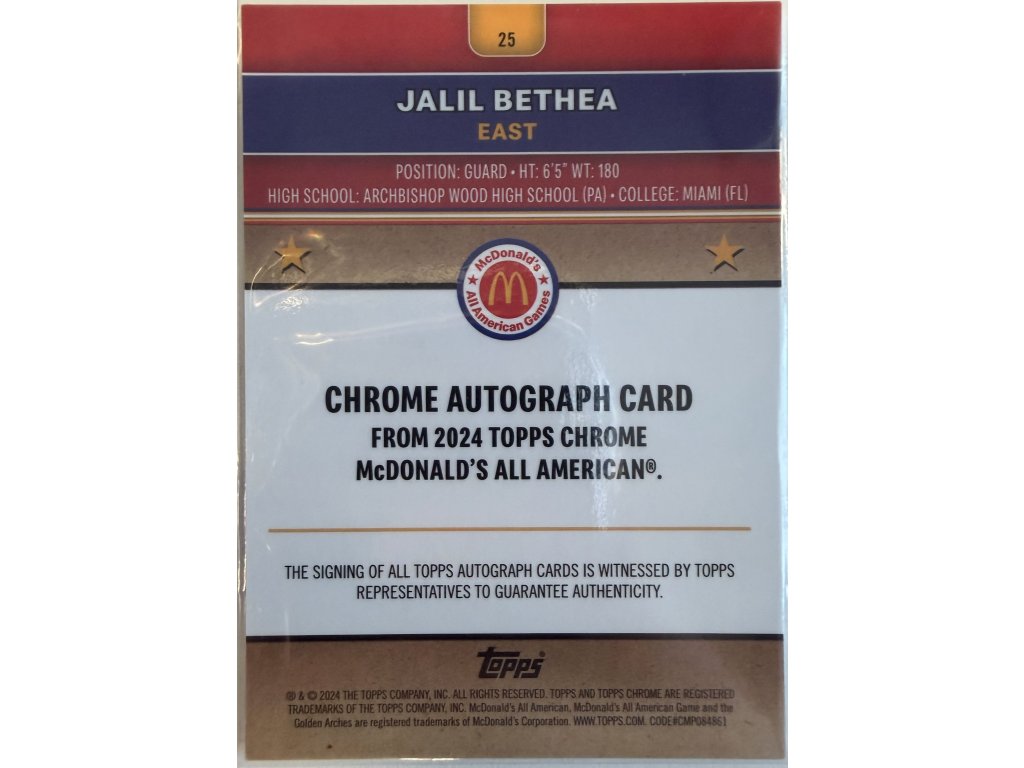 25
JALIL BETHEA
EAST
POSITION: GUARD • HT: 6'5" WT: 180
HIGH SCHOOL: ARCHBISHOP WOOD HIGH SCHOOL (PA) • COLLEGE: MIAMI (FL)
McDonald's
All American Games
CHROME AUTOGRAPH CARD
FROM 2024 TOPPS CHROME
McDONALD'S ALL AMERICAN®.
THE SIGNING OF ALL TOPPS AUTOGRAPH CARDS IS WITNESSED BY TOPPS
REPRESENTATIVES TO GUARANTEE AUTHENTICITY.
Topps®
® & © 2024 THE TOPPS COMPANY, INC. ALL RIGHTS RESERVED. TOPPS AND TOPPS CHROME ARE REGISTERED
TRADEMARKS OF THE TOPPS COMPANY, INC. McDonald's All American, McDonald's All American Game and the
Golden Arches are registered trademarks of McDonald's Corporation. WWW.TOPPS.COM. CODE#CMP084861